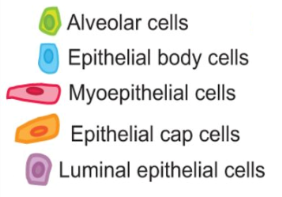 Alveolar cells
Epithelial body cells
Myoepithelial cells
Epithelial cap cells
Luminal epithelial cells